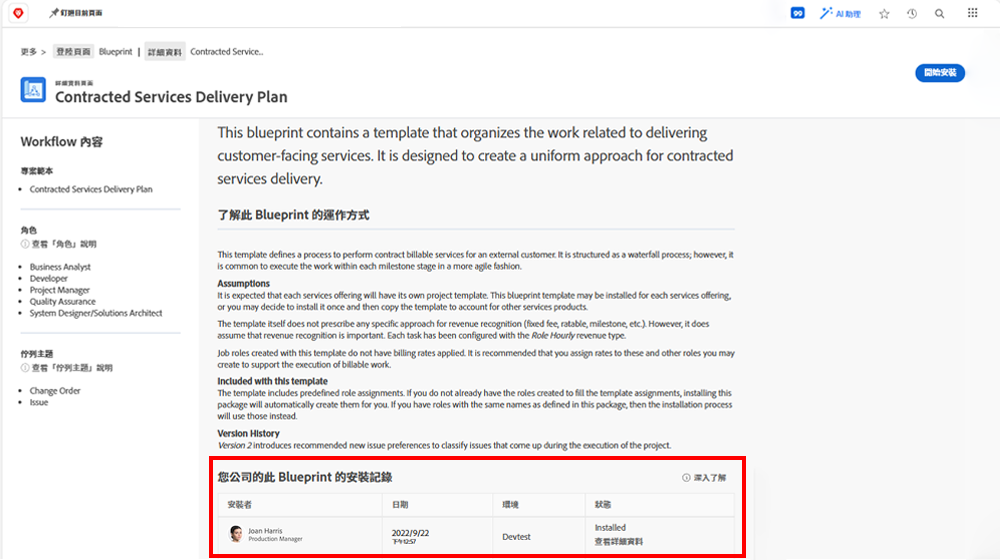 釘選目前頁面
99 AI 助理
更多 > 登陸頁面 Blueprint | 詳細資料 Contracted Service...
詳細資料頁面
Contracted Services Delivery Plan
開始安裝
Workflow 內容
專案範本
Contracted Services Delivery Plan
角色
查看「角色」說明
Business Analyst
Developer
Project Manager
Quality Assurance
System Designer/Solutions Architect
佇列主題
查看「佇列主題」說明
Change Order
Issue
This blueprint contains a template that organizes the work related to delivering
customer-facing services. It is designed to create a uniform approach for contracted
services delivery.
了解此 Blueprint 的運作方式
This template defines a process to perform contract billable services for an external customer. It is structured as a waterfall process; however, it
is common to execute the work within each milestone stage in a more agile fashion.
Assumptions
It is expected that each services offering will have its own project template. This blueprint template may be installed for each services offering,
or you may decide to install it once and then copy the template to account for other services products.
The template itself does not prescribe any specific approach for revenue recognition (fixed fee, ratable, milestone, etc.). However, it does
assume that revenue recognition is important. Each task has been configured with the Role Hourly revenue type.
Job roles created with this template do not have billing rates applied. It is recommended that you assign rates to these and other roles you may
create to support the execution of billable work.
Included with this template
The template includes predefined role assignments. If you do not already have the roles created to fill the template assignments, installing this
package will automatically create them for you. If you have roles with the same names as defined in this package, then the installation process
will use those instead.
Version History
Version 2 introduces recommended new issue preferences to classify issues that come up during the execution of the project.
您公司的此 Blueprint 的安裝記錄
深入了解
安裝者 日期 環境 狀態
Joan Harris
Production Manager
2022/9/22
下午12:57
Devtest
Installed
查看詳細資料